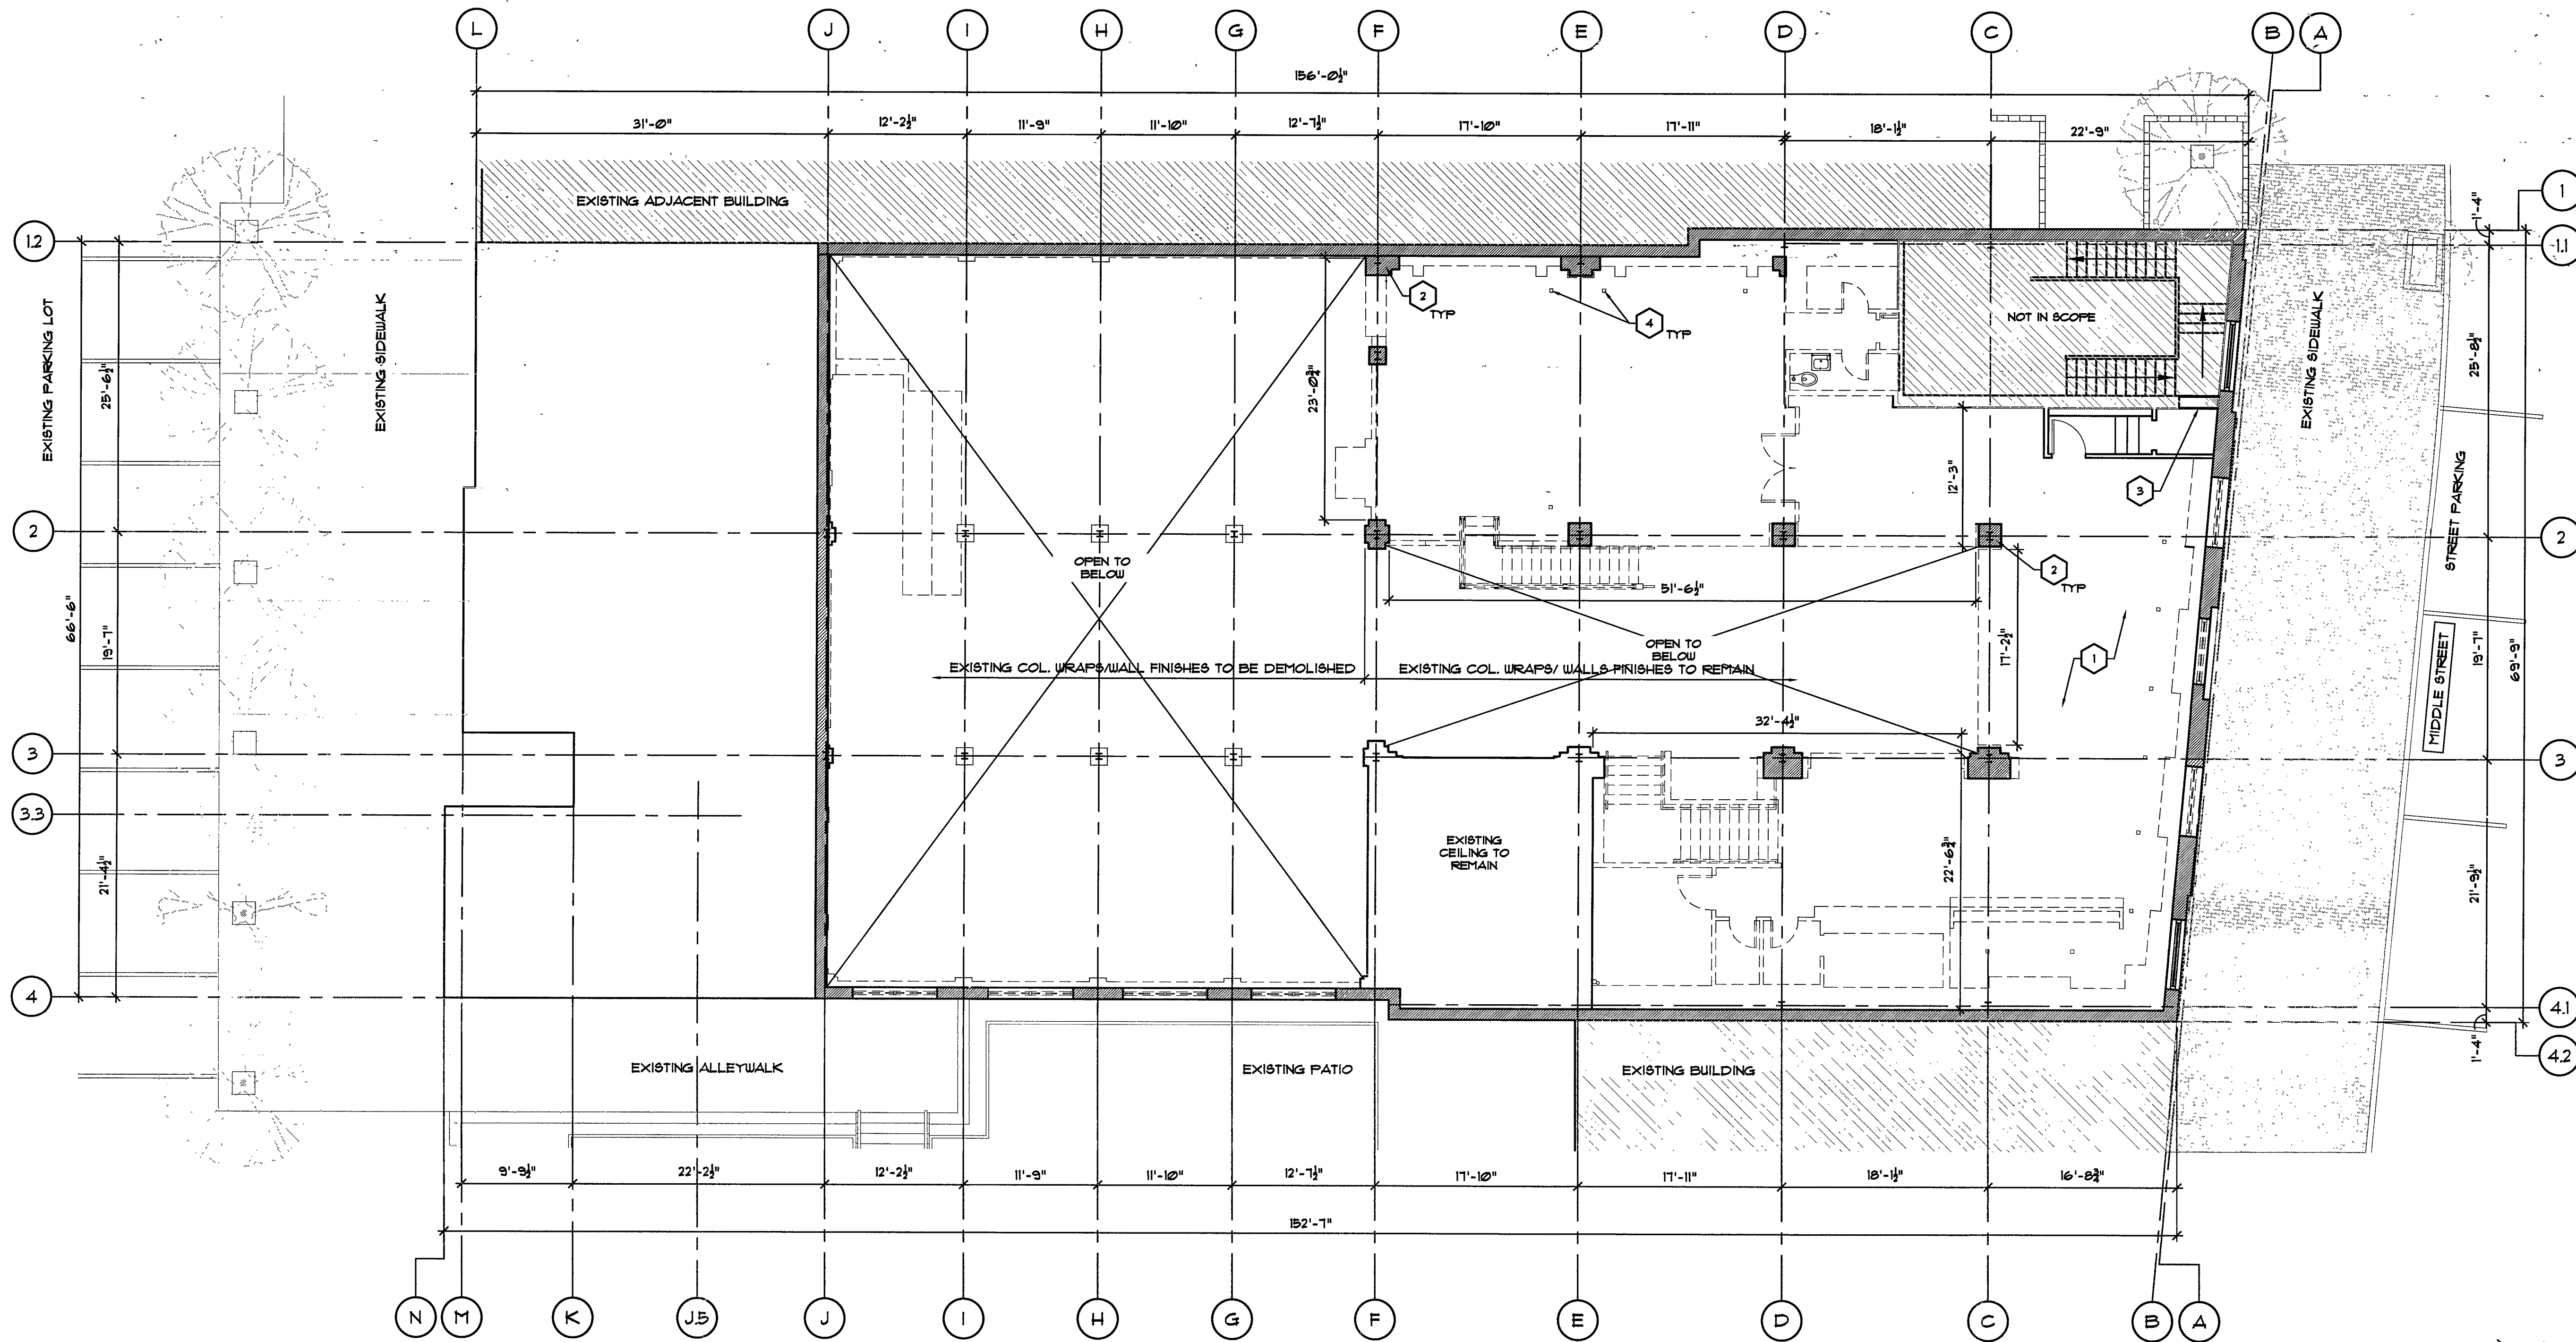 L
J
I
H
G
F
E
D
C
B
A
156'-0½"
31'-0"
12'-2½"
11'-9"
11'-10"
12'-7½"
17'-10"
17'-11"
18'-1½"
22'-9"
EXISTING ADJACENT BUILDING
1
1'-4"
1.2
1.1
EXISTING PARKING LOT
EXISTING SIDEWALK
25'-6½"
23'-0¾"
2
TYP
4
TYP
NOT IN SCOPE
EXISTING SIDEWALK
25'-8½"
12'-3"
3
STREET PARKING
2
2
OPEN TO
BELOW
2
TYP
51'-6½"
66'-6"
19'-7"
OPEN TO
BELOW
17'-2½"
1
19'-7"
69'-9"
EXISTING COL. WRAPS/WALL FINISHES TO BE DEMOLISHED
EXISTING COL. WRAPS/ WALLS FINISHES TO REMAIN
MIDDLE STREET
32'-4½"
3
3
3.3
EXISTING
CEILING TO
REMAIN
21'-4½"
22'-6¾"
21'-9½"
4
4.1
1'-4"
4.2
EXISTING ALLEYWALK
EXISTING PATIO
EXISTING BUILDING
9'-9½"
22'-2½"
12'-2½"
11'-9"
11'-10"
12'-7½"
17'-10"
17'-11"
18'-1½"
16'-8¾"
152'-7"
N
M
K
J.5
J
I
H
G
F
E
D
C
B
A